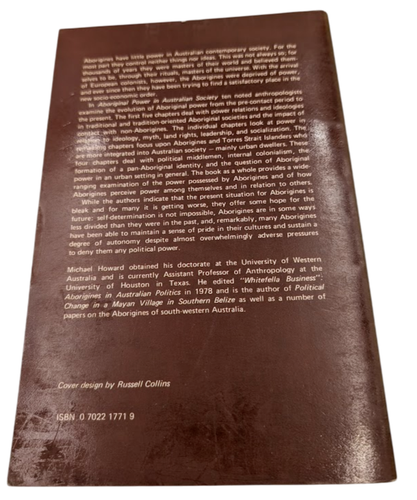 Aborigines have little power in Australian contemporary society. For the
most part they control neither things nor ideas. This was not always so; for
thousands of years they were masters of their world and believed them-
selves to be, through their rituals, masters of the universe. With the arrival
of European colonists, however, the Aborigines were deprived of power,
and ever since then they have been trying to find a satisfactory place in the
new socio-economic order.
In Aboriginal Power in Australian Society ten noted anthropologists
examine the evolution of Aboriginal power from the pre-contact period to
the present. The first five chapters deal with power relations and ideologies
in traditional and tradition-oriented Aboriginal societies and the impact of
contact with non-Aborigines. The individual chapters look at power in
relation to ideology, myth, land rights, leadership, and socialization. The
remaining chapters focus upon Aborigines and Torres Strait Islanders who
are more integrated into Australian society — mainly urban dwellers. These
four chapters deal with political middlemen, internal colonialism, the
formation of a pan-Aboriginal identity, and the question of Aboriginal
power in an urban setting in general. The book as a whole provides a wide
ranging examination of the power possessed by Aborigines and of how
Aborigines perceive power among themselves and in relation to others.
While the authors indicate that the present situation for Aborigines is
bleak and for many it is getting worse, they offer some hope for the
future: self-determination is not impossible, Aborigines are in some ways
less divided than they were in the past, and, remarkably, many Aborigines
have been able to maintain a sense of pride in their cultures and sustain a
degree of autonomy despite almost overwhelmingly adverse pressures
to deny them any political power.
Michael Howard obtained his doctorate at the University of Western
Australia and is currently Assistant Professor of Anthropology at the
University of Houston in Texas. He edited "Whitefella Business":
Aborigines in Australian Politics in 1978 and is the author of Political
Change in a Mayan Village in Southern Belize as well as a number of
papers on the Aborigines of south-western Australia.
Cover design by Russell Collins
ISBN 0 7022 1771 9